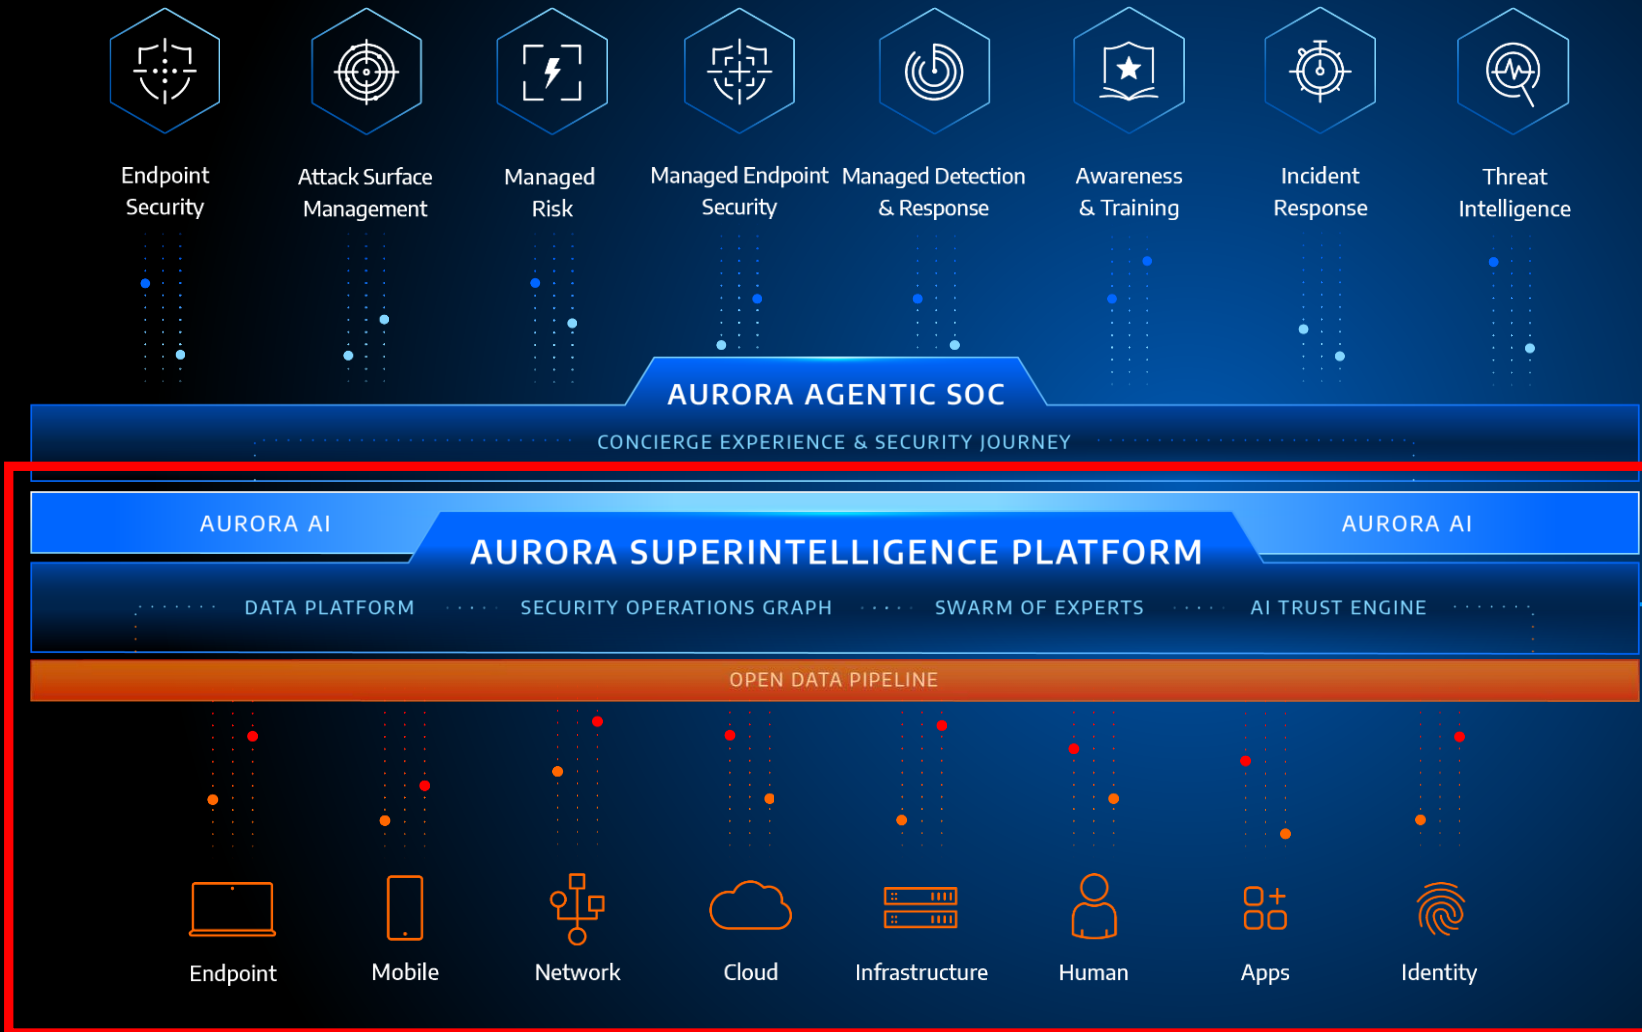 Endpoint
Security
Attack Surface
Management
Managed
Risk
Managed Endpoint
Security
Managed Detection
& Response
Awareness
& Training
Incident
Response
Threat
Intelligence
AURORA AGENTIC SOC
CONCIERGE EXPERIENCE & SECURITY JOURNEY
AURORA AI
AURORA AI
AURORA SUPERINTELLIGENCE PLATFORM
DATA PLATFORM
SECURITY OPERATIONS GRAPH
SWARM OF EXPERTS
AI TRUST ENGINE
OPEN DATA PIPELINE
Endpoint
Mobile
Network
Cloud
Infrastructure
Human
Apps
Identity